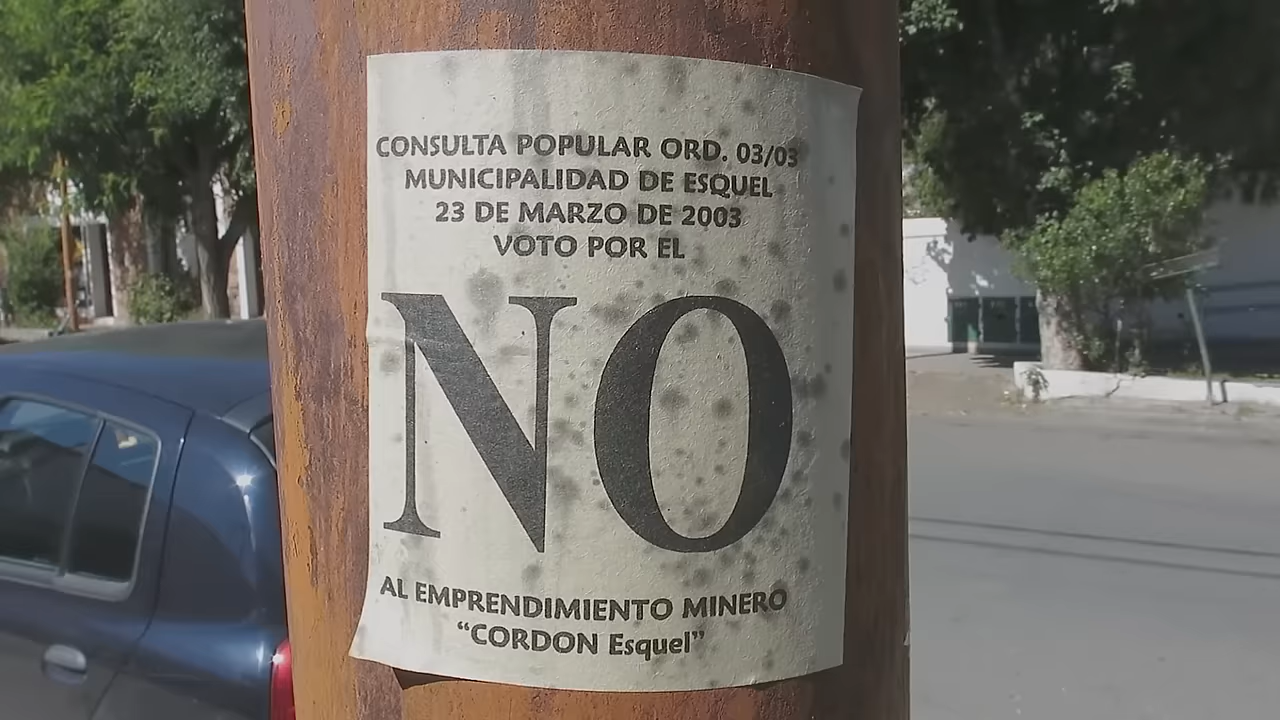 CONSULTA POPULAR ORD. 03/03
MUNICIPALIDAD DE ESQUEL
23 DE MARZO DE 2003
VOTO POR EL
NO
AL EMPRENDIMIENTO MINERO
“CORDON Esquel”